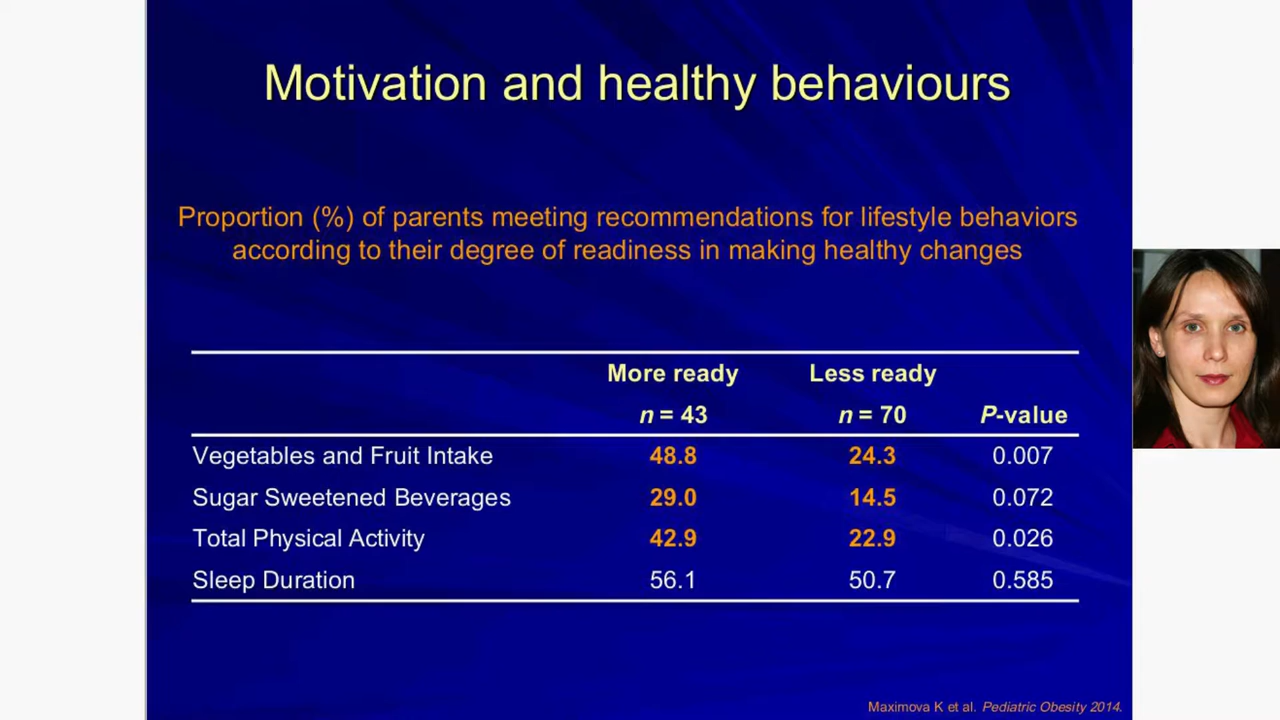 Motivation and healthy behaviours
Proportion (%) of parents meeting recommendations for lifestyle behaviors
according to their degree of readiness in making healthy changes
More ready Less ready
n = 43 n = 70 P-value
Vegetables and Fruit Intake 48.8 24.3 0.007
Sugar Sweetened Beverages 29.0 14.5 0.072
Total Physical Activity 42.9 22.9 0.026
Sleep Duration 56.1 50.7 0.585
Maximova K et al. Pediatric Obesity 2014.